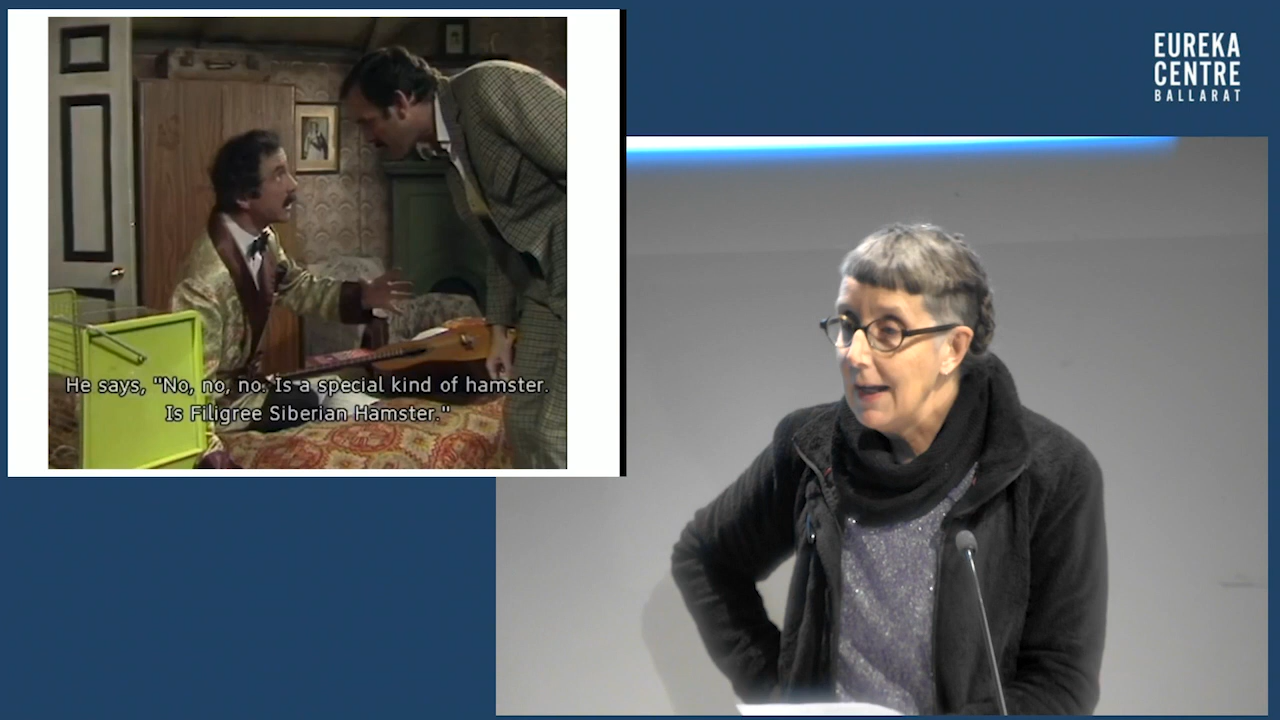 He says, "No, no, no. Is a special kind of hamster.
Is Filigree Siberian Hamster."
EUREKA
CENTRE
BALLARAT